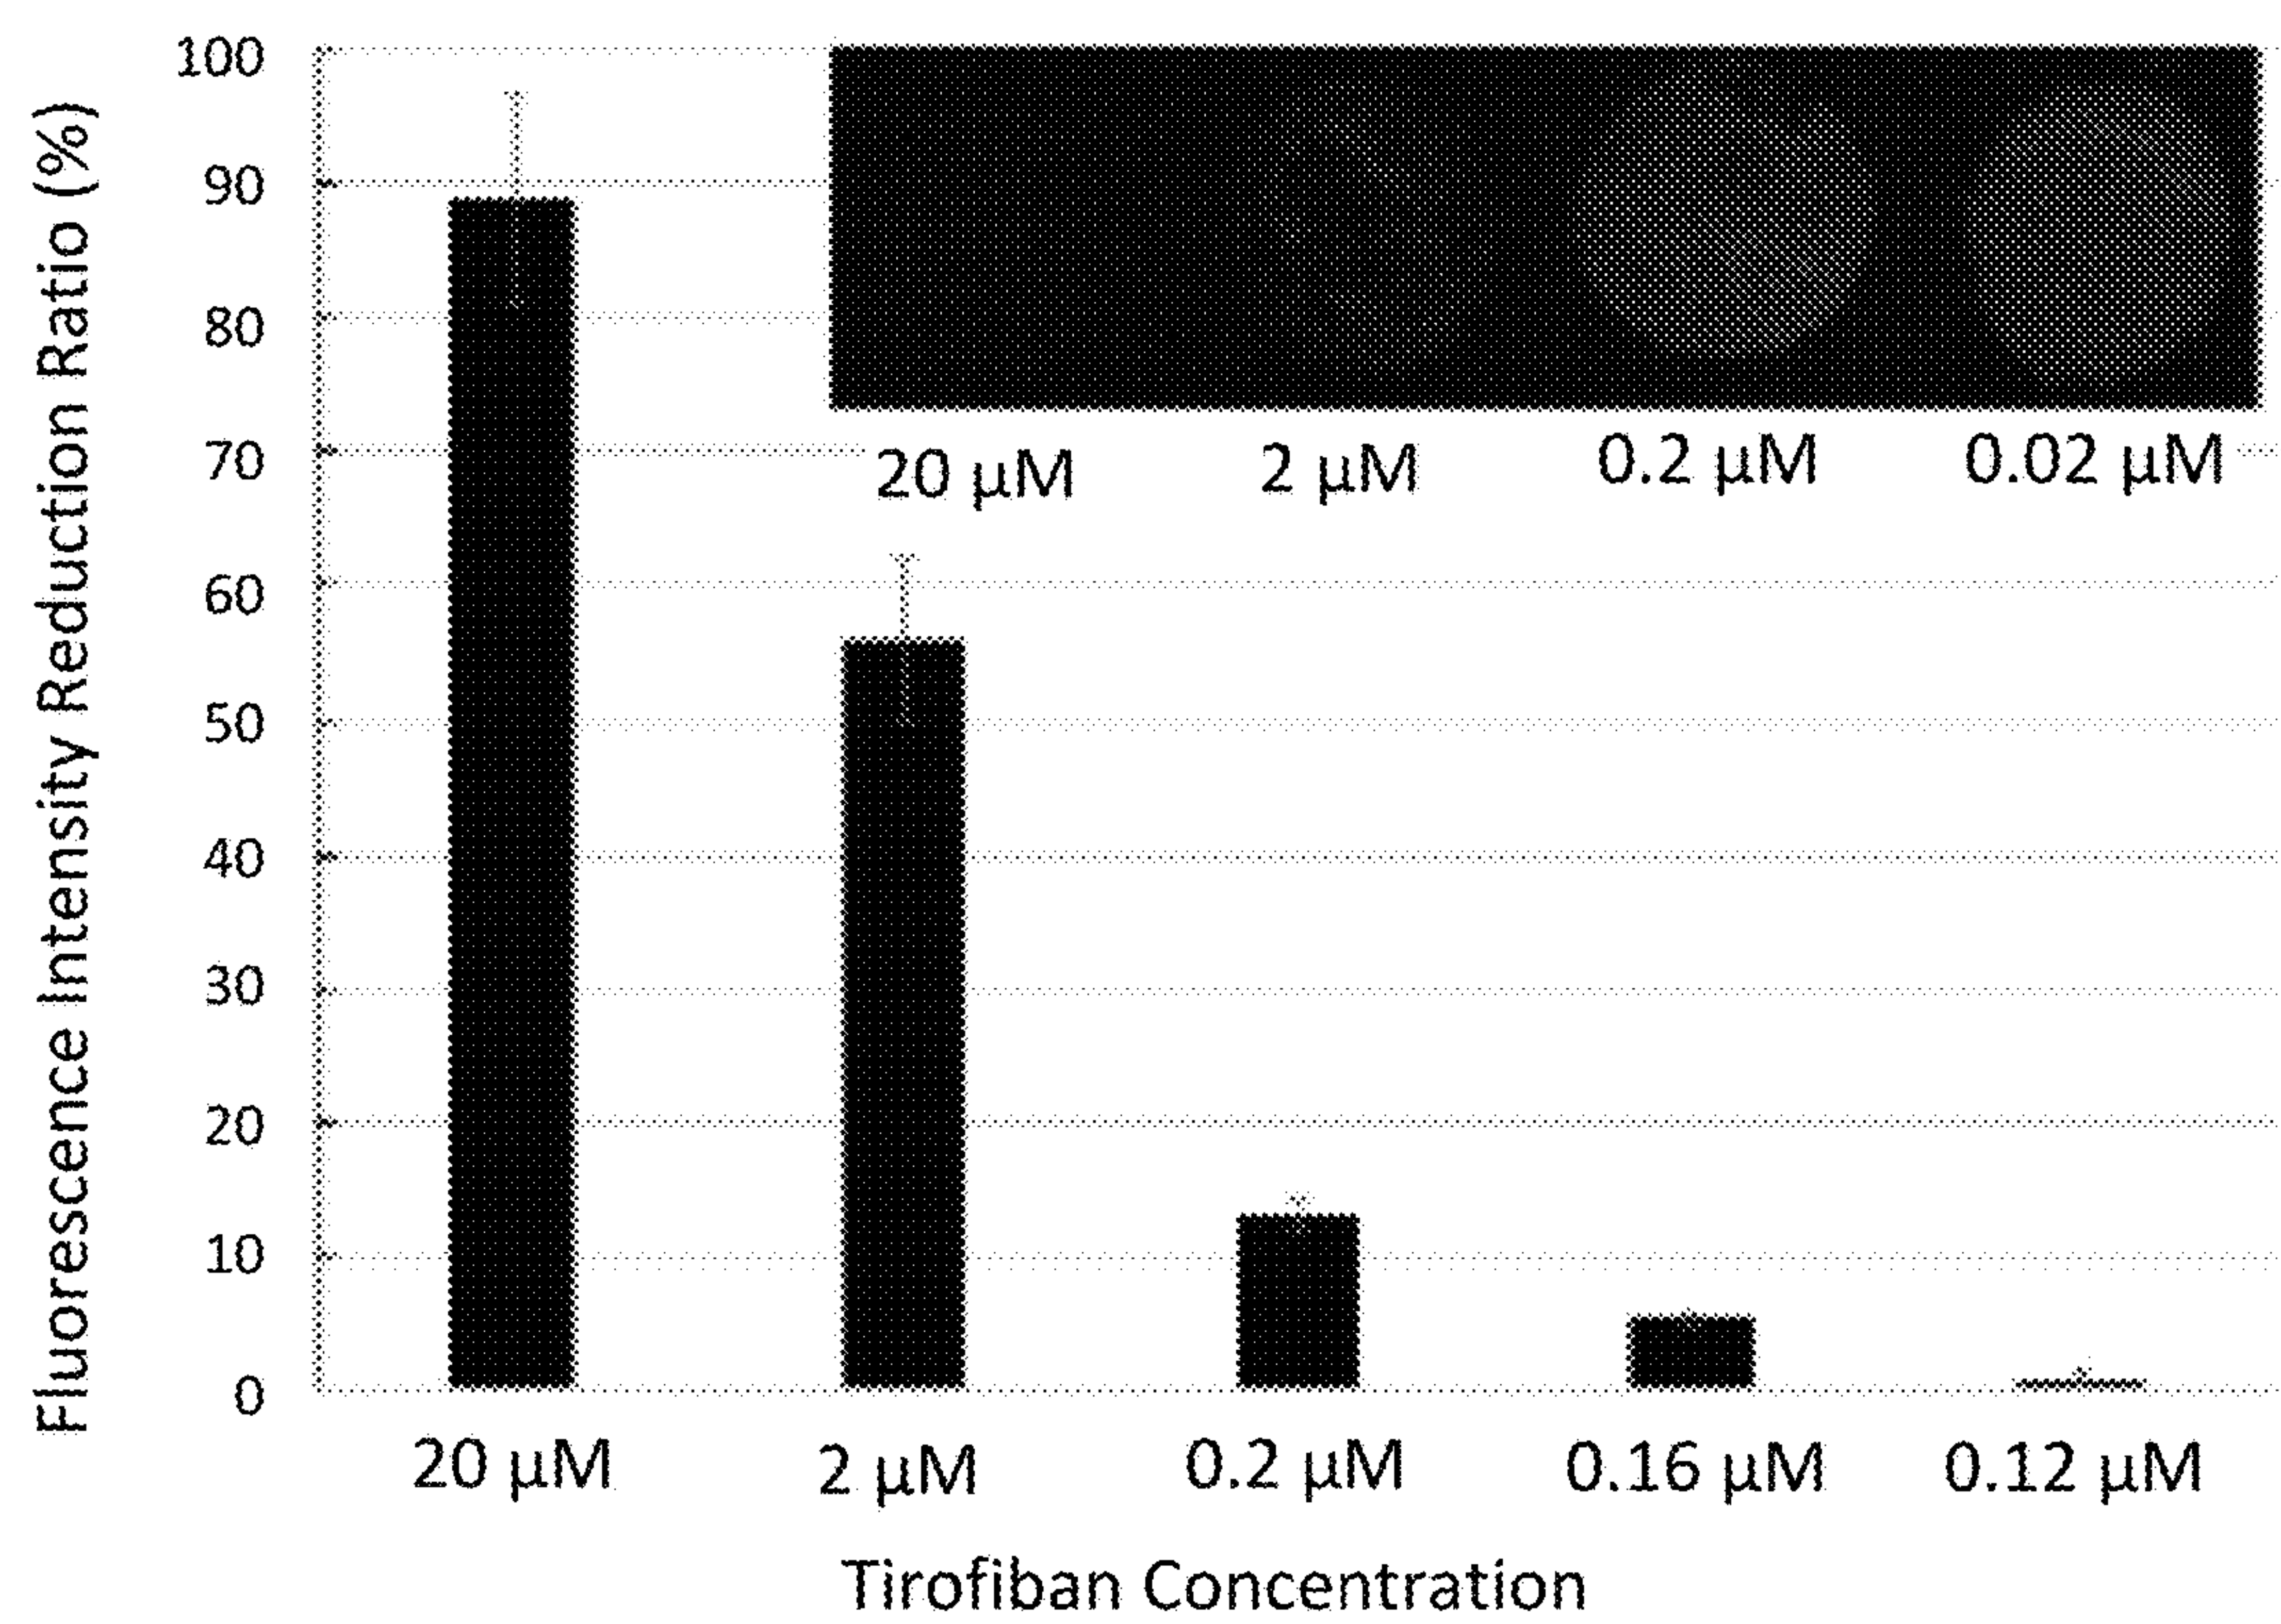 Fluorescence Intensity Reduction Ratio (%)
100
90
80
70
60
50
40
30
20
10
0
20 μM 2 μM 0.2 μM 0.02 μM
20 μM 2 μM 0.2 μM 0.16 μM 0.12 μM
Tirofiban Concentration